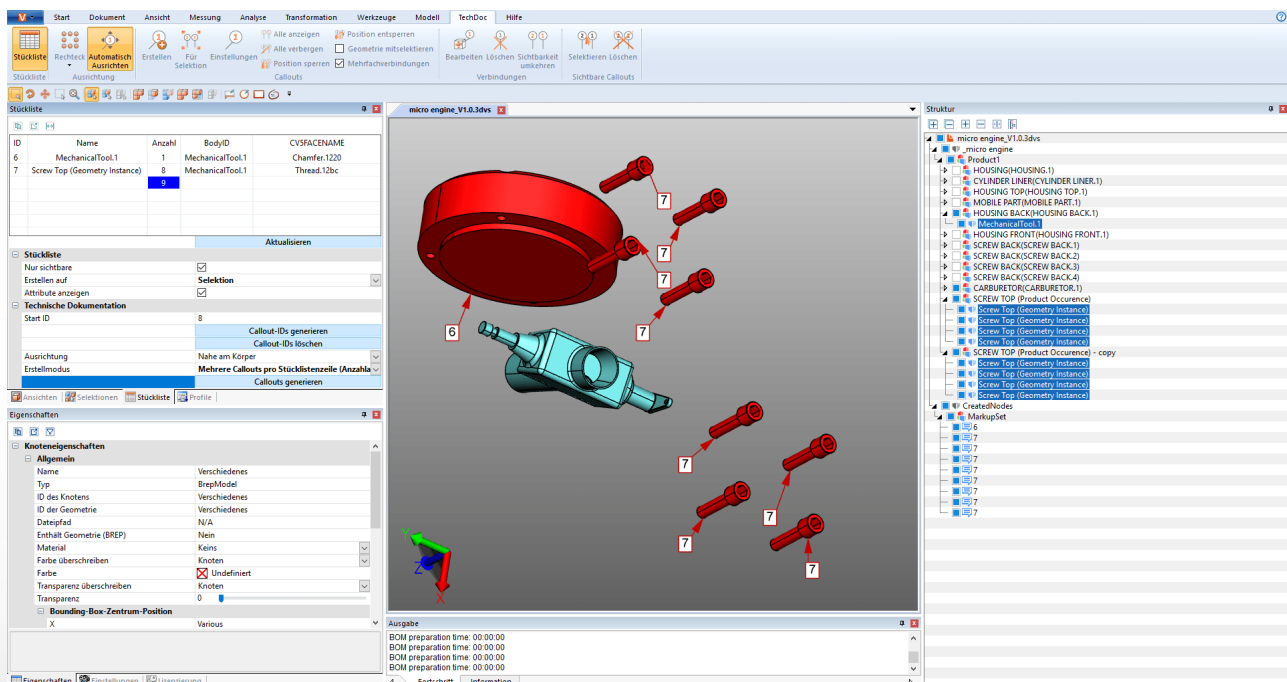 V
Start Dokument Ansicht Messung Analyse Transformation Werkzeuge Modell TechDoc Hilfe
Stückliste
Rechteck
Automatisch
Ausrichten
Erstellen
Für
Selektion
Einstellungen
Alle anzeigen
Alle verbergen
Position sperren
Position entsperren
Geometrie mitselektieren
Mehrfachverbindungen
Bearbeiten Löschen Sichtbarkeit
umkehren
Selektieren Löschen
Stückliste Ausrichtung Callouts Verbindungen Sichtbare Callouts
Stückliste
ID Name Anzahl BodyID CV5FACENAME
6 MechanicalTool.1 1 MechanicalTool.1 Chamfer.1220
7 Screw Top (Geometry Instance) 8 MechanicalTool.1 Thread.12bc
9
Aktualisieren
Stückliste
Nur sichtbare
Erstellen auf Selektion
Attribute anzeigen
Technische Dokumentation
Start ID 8
Callout-IDs generieren
Callout-IDs löschen
Ausrichtung Nahe am Körper
Erstellmodus Mehrere Callouts pro Stücklistenzeile (Anzahla
Callouts generieren
Ansichten Selektionen Stückliste Profile
Eigenschaften
Knoteneigenschaften
Allgemein
Name Verschiedenes
Typ BrepModel
ID des Knotens Verschiedenes
ID der Geometrie Verschiedenes
Dateipfad N/A
Enthält Geometrie (BREP) Nein
Material Keins
Farbe überschreiben Knoten
Farbe Undefiniert
Transparenz überschreiben Knoten
Transparenz 0
Bounding-Box-Zentrum-Position
X Various
Eigenschaften Einstellungen Lizenzierung
micro engine_V1.0.3dvs
7
7
7
7
6
7
7
7
7
Y
Z
X
Ausgabe
BOM preparation time: 00:00:00
BOM preparation time: 00:00:00
BOM preparation time: 00:00:00
BOM preparation time: 00:00:00
Fortschritt Information
Struktur
micro engine_V1.0.3dvs
_micro engine
Product1
HOUSING(HOUSING.1)
CYLINDER LINER(CYLINDER LINER.1)
HOUSING TOP(HOUSING TOP.1)
MOBILE PART(MOBILE PART.1)
HOUSING BACK(HOUSING BACK.1)
MechanicalTool.1
HOUSING FRONT(HOUSING FRONT.1)
SCREW BACK(SCREW BACK.1)
SCREW BACK(SCREW BACK.2)
SCREW BACK(SCREW BACK.3)
SCREW BACK(SCREW BACK.4)
CARBURETOR(CARBURETOR.1)
SCREW TOP (Product Occurence)
Screw Top (Geometry Instance)
Screw Top (Geometry Instance)
Screw Top (Geometry Instance)
Screw Top (Geometry Instance)
SCREW TOP (Product Occurence) - copy
Screw Top (Geometry Instance)
Screw Top (Geometry Instance)
Screw Top (Geometry Instance)
Screw Top (Geometry Instance)
CreatedNodes
MarkupSet
6
7
7
7
7
7
7
7
7